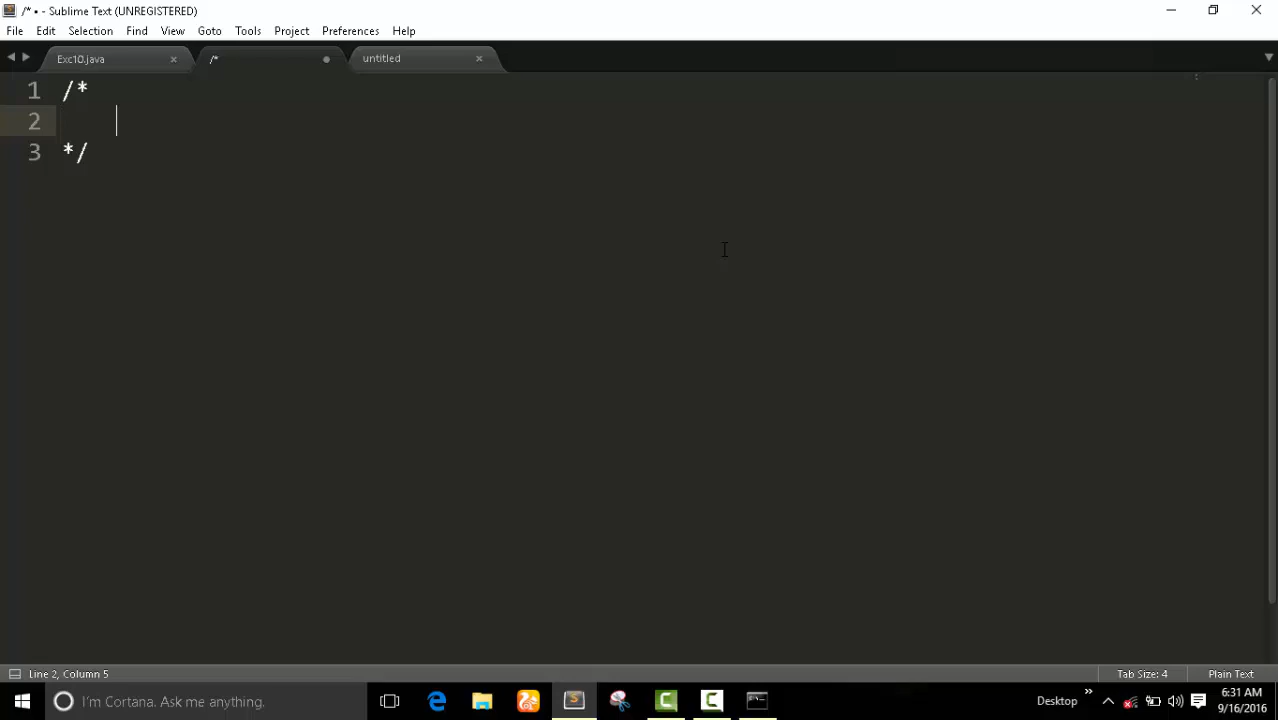 /* • - Sublime Text (UNREGISTERED)
File Edit Selection Find View Goto Tools Project Preferences Help
Exc10.java /* untitled
1 /*
2
3 */
Line 2, Column 5 Tab Size: 4 Plain Text
I'm Cortana. Ask me anything. Desktop 6:31 AM
9/16/2016